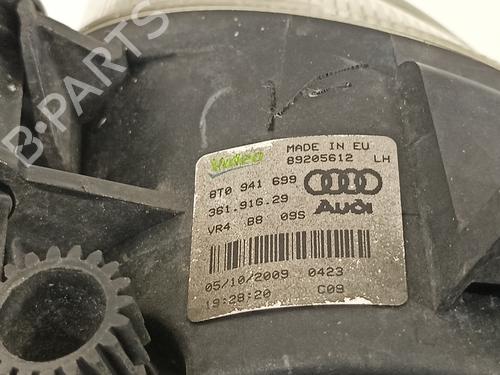 B-PARTS
Valeo
MADE IN EU
89205612 LH
8T0 941 699
361.916.29
Audi
VR4 88 09S
05/10/2009 0423
19:28:20 C09